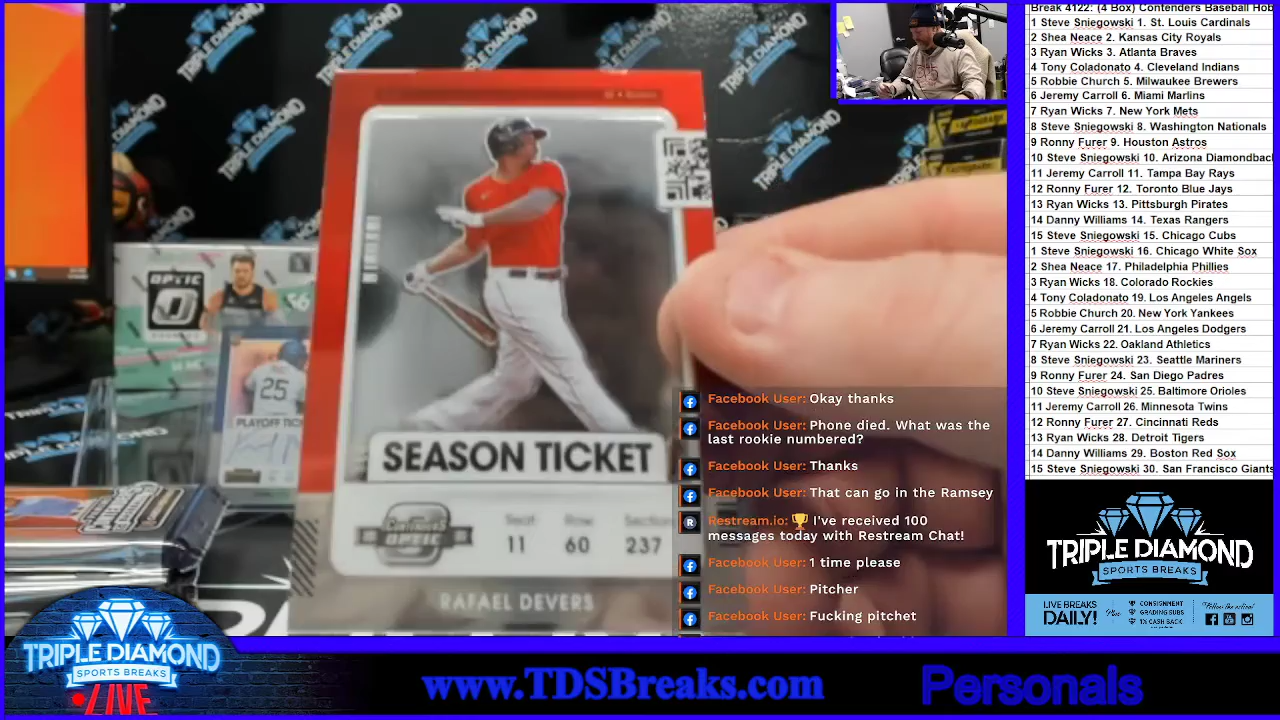 Break 4122: (4 Box) Contenders Baseball Hob
1 Steve Sniegowski 1. St. Louis Cardinals
2 Shea Neace 2. Kansas City Royals
3 Ryan Wicks 3. Atlanta Braves
4 Tony Coladonato 4. Cleveland Indians
5 Robbie Church 5. Milwaukee Brewers
6 Jeremy Carroll 6. Miami Marlins
7 Ryan Wicks 7. New York Mets
8 Steve Sniegowski 8. Washington Nationals
9 Ronny Furer 9. Houston Astros
10 Steve Sniegowski 10. Arizona Diamondbac
11 Jeremy Carroll 11. Tampa Bay Rays
12 Ronny Furer 12. Toronto Blue Jays
13 Ryan Wicks 13. Pittsburgh Pirates
14 Danny Williams 14. Texas Rangers
15 Steve Sniegowski 15. Chicago Cubs
1 Steve Sniegowski 16. Chicago White Sox
2 Shea Neace 17. Philadelphia Phillies
3 Ryan Wicks 18. Colorado Rockies
4 Tony Coladonato 19. Los Angeles Angels
5 Robbie Church 20. New York Yankees
6 Jeremy Carroll 21. Los Angeles Dodgers
7 Ryan Wicks 22. Oakland Athletics
8 Steve Sniegowski 23. Seattle Mariners
9 Ronny Furer 24. San Diego Padres
10 Steve Sniegowski 25. Baltimore Orioles
11 Jeremy Carroll 26. Minnesota Twins
12 Ronny Furer 27. Cincinnati Reds
13 Ryan Wicks 28. Detroit Tigers
14 Danny Williams 29. Boston Red Sox
15 Steve Sniegowski 30. San Francisco Giants
TRIPLE DIAMOND
TRIPLE DIAMOND
TRIPLE DIAMOND
TRIPLE DIAMOND
OPTIC
25
PLAYOFF TIC
SEASON TICKET
CONTENDERS
OPTIC
Seat Row Section
11 60 237
RAFAEL DEVERS
Facebook User: Okay thanks
Facebook User: Phone died. What was the
last rookie numbered?
Facebook User: Thanks
Facebook User: That can go in the Ramsey
Restream.io: 🏆 I've received 100
messages today with Restream Chat!
Facebook User: 1 time please
Facebook User: Pitcher
Facebook User: Fucking pitchet
TRIPLE DIAMOND
SPORTS BREAKS
LIVE BREAKS
DAILY!
Plus
CONSIGNMENT
GRADING SUBS
1% CASH BACK
Follow the action!
TRIPLE DIAMOND
SPORTS BREAKS
LIVE
www.TDSBreaks.com
Personals